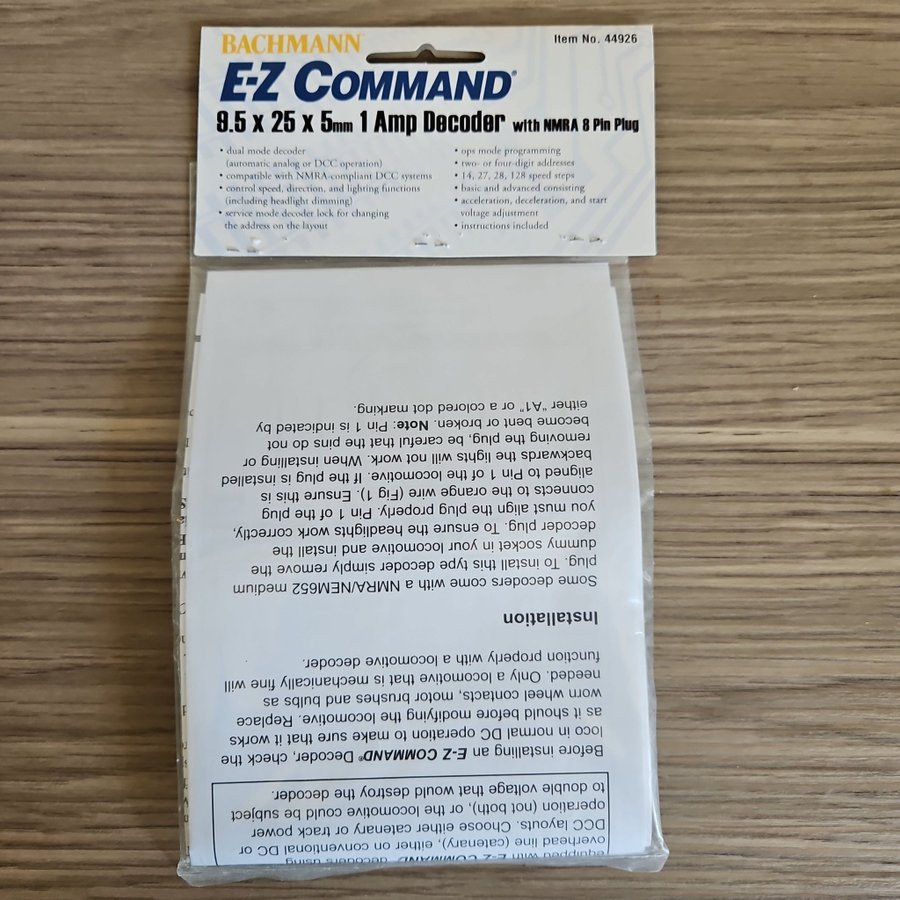 BACHMANN
Item No. 44926
E-Z COMMAND®
9.5 x 25 x 5mm 1 Amp Decoder with NMRA 8 Pin Plug
• dual mode decoder
(automatic analog or DCC operation)
• compatible with NMRA-compliant DCC systems
• control speed, direction, and lighting functions
(including headlight dimming)
• service mode decoder lock for changing
the address on the layout
• ops mode programming
• two- or four-digit addresses
• 14, 27, 28, 128 speed steps
• basic and advanced consisting
• acceleration, deceleration, and start
voltage adjustment
• instructions included
equipped with E-Z COMMAND® decoders using
overhead line (catenary), either on conventional DC or
DCC layouts. Choose either catenary or track power
operation (not both), or the locomotive could be subject
to double voltage that would destroy the decoder.
Before installing an E-Z COMMAND® Decoder, check the
loco in normal DC operation to make sure that it works
as it should before modifying the locomotive. Replace
worn wheel contacts, motor brushes and bulbs as
needed. Only a locomotive that is mechanically fine will
function properly with a locomotive decoder.
Installation
Some decoders come with a NMRA/NEM652 medium
plug. To install this type decoder simply remove the
dummy socket in your locomotive and install the
decoder plug. To ensure the headlights work correctly,
you must align the plug properly. Pin 1 of the plug
connects to the orange wire (Fig 1). Ensure this is
aligned to Pin 1 of the locomotive. If the plug is installed
backwards the lights will not work. When installing or
removing the plug, be careful that the pins do not
become bent or broken. Note: Pin 1 is indicated by
either "A1" or a colored dot marking.